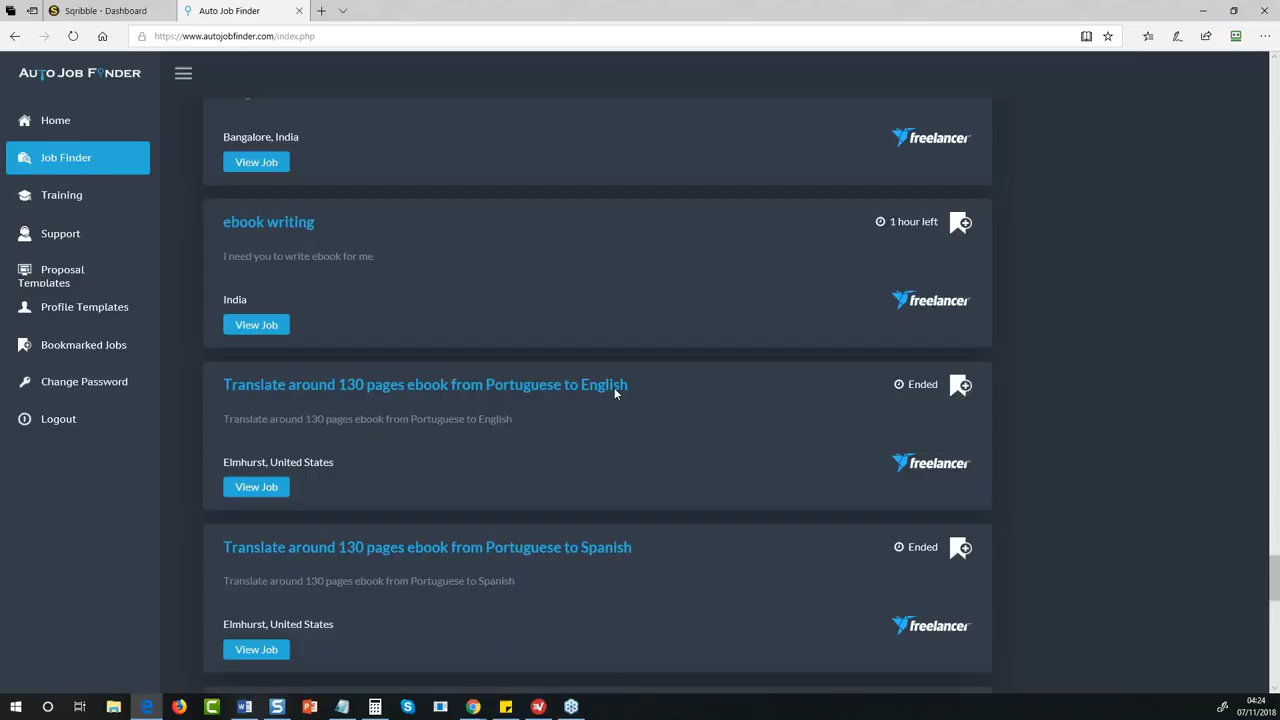 Sqribble - Dashboard
Auto Job Finder
https://www.autojobfinder.com/index.php
AUTO JOB FINDER
Home
Job Finder
Training
Support
Proposal
Templates
Profile Templates
Bookmarked Jobs
Change Password
Logout
Bangalore, India
freelancer
View Job
ebook writing
1 hour left
I need you to write ebook for me
India
freelancer
View Job
Translate around 130 pages ebook from Portuguese to English
Ended
Translate around 130 pages ebook from Portuguese to English
Elmhurst, United States
freelancer
View Job
Translate around 130 pages ebook from Portuguese to Spanish
Ended
Translate around 130 pages ebook from Portuguese to Spanish
Elmhurst, United States
freelancer
View Job
04:24
07/11/2018